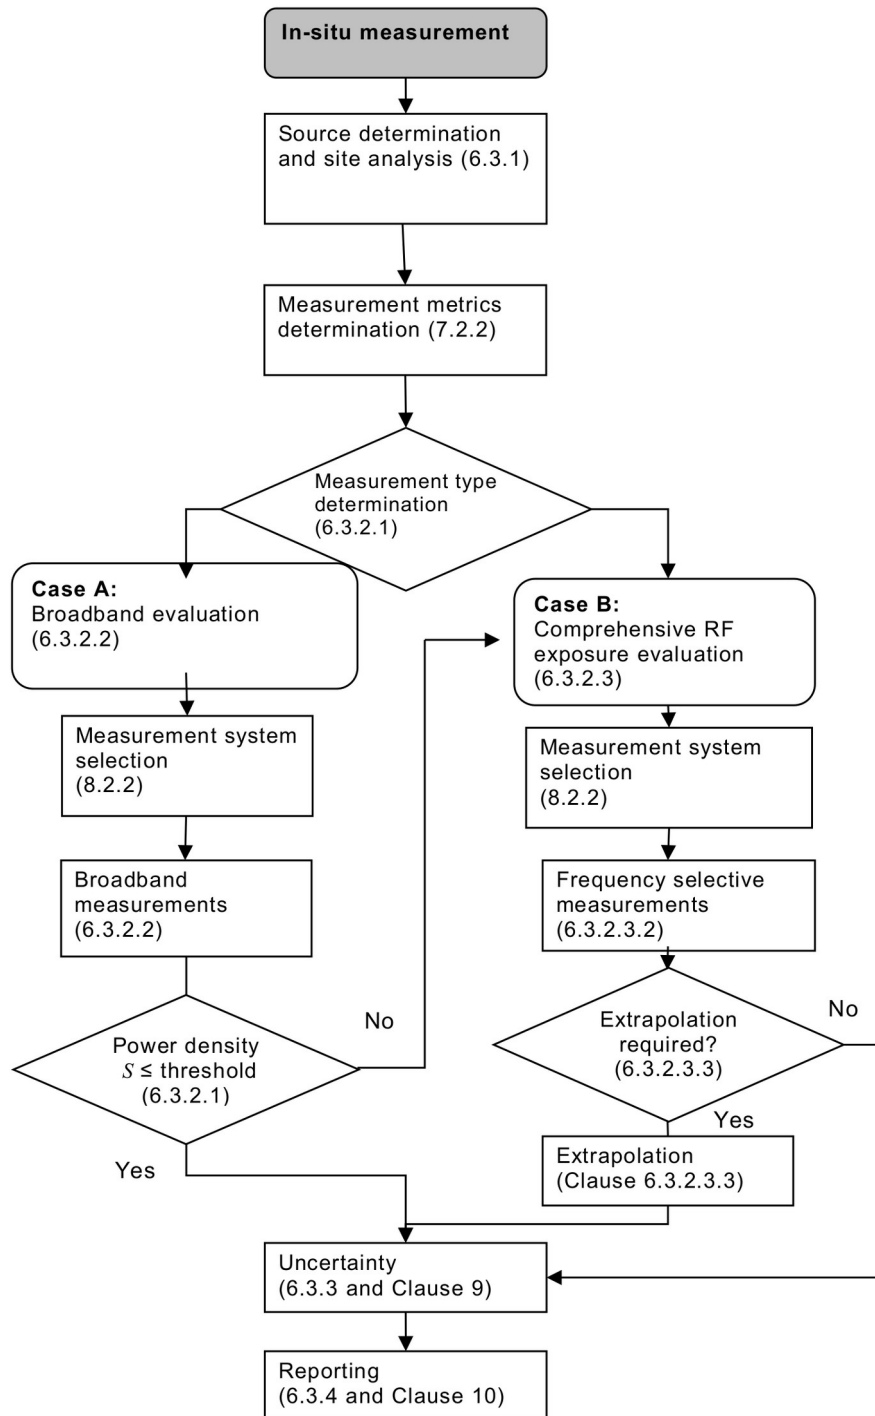 In-situ measurement
Source determination
and site analysis (6.3.1)
Measurement metrics
determination (7.2.2)
Measurement type
determination
(6.3.2.1)
Case A:
Broadband evaluation
(6.3.2.2)
Case B:
Comprehensive RF
exposure evaluation
(6.3.2.3)
Measurement system
selection
(8.2.2)
Measurement system
selection
(8.2.2)
Broadband
measurements
(6.3.2.2)
Frequency selective
measurements
(6.3.2.3.2)
Power density
S ≤ threshold
(6.3.2.1)
No
Extrapolation
required?
(6.3.2.3.3)
No
Yes
Yes
Extrapolation
(Clause 6.3.2.3.3)
Uncertainty
(6.3.3 and Clause 9)
Reporting
(6.3.4 and Clause 10)